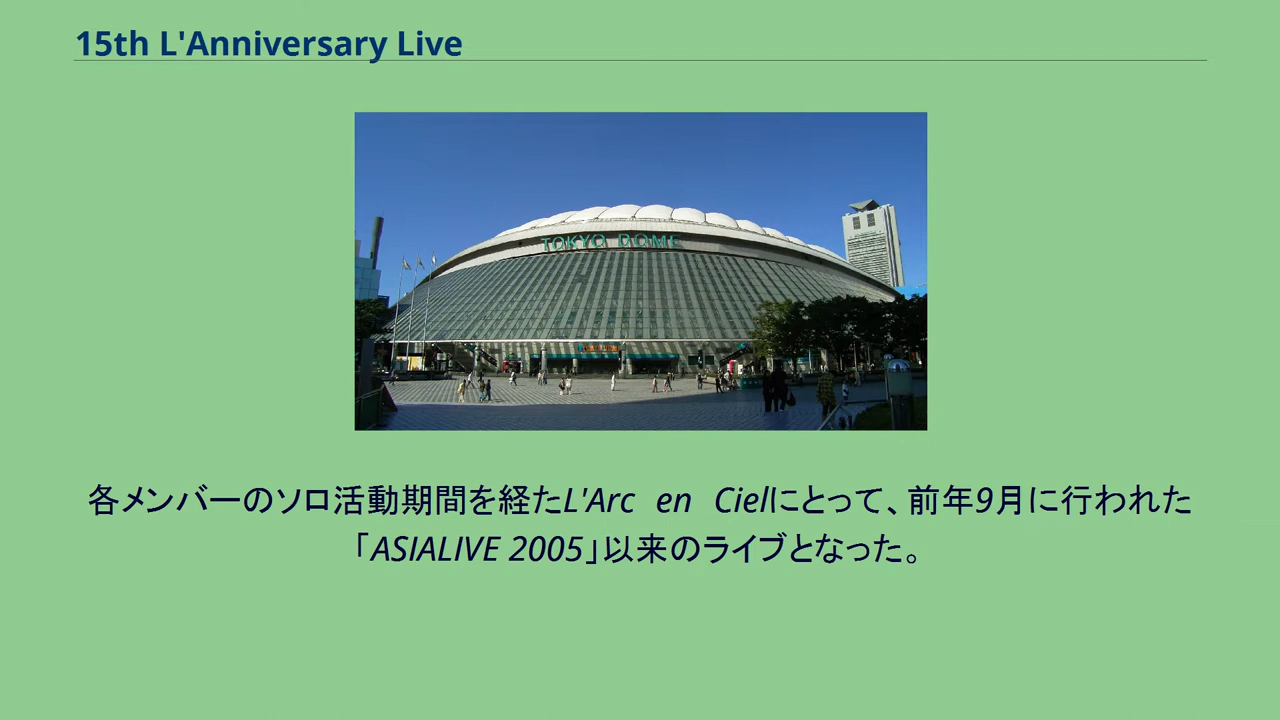 15th L'Anniversary Live
TOKYO DOME
各メンバーのソロ活動期間を経たL'Arc en Cielにとって、前年9月に行われた
「ASIALIVE 2005」以来のライブとなった。